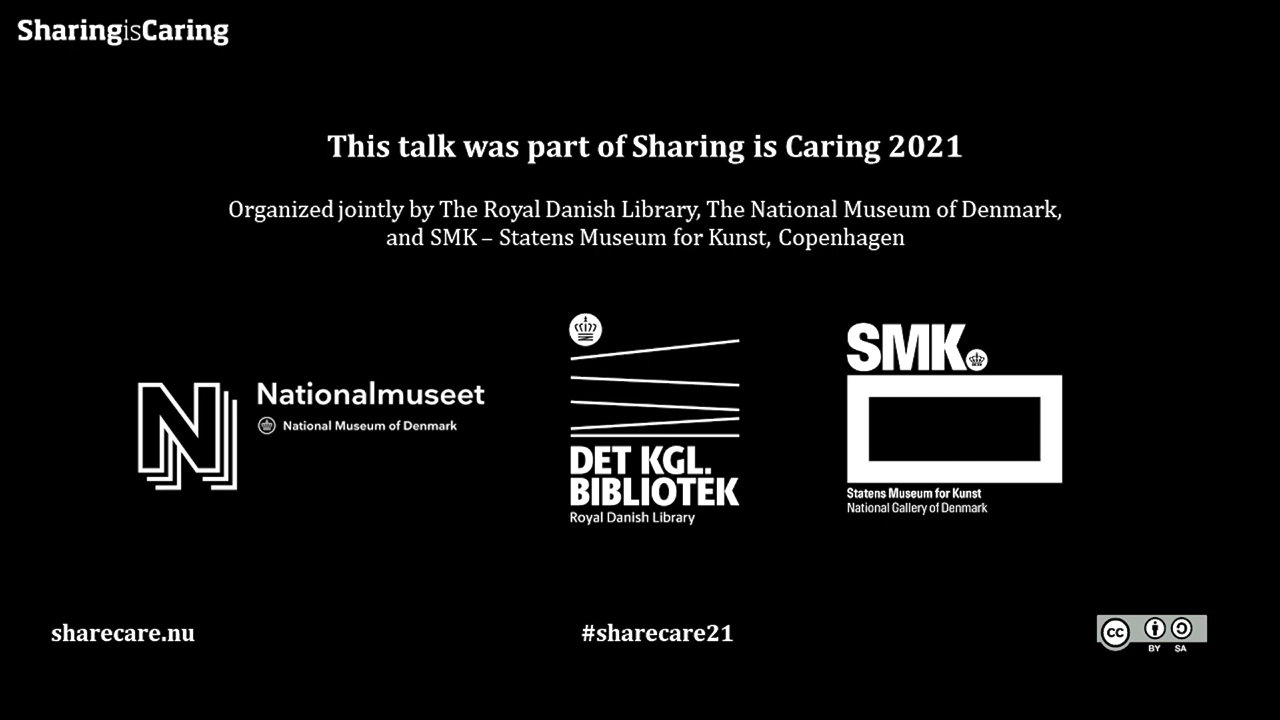 SharingisCaring
This talk was part of Sharing is Caring 2021
Organized jointly by The Royal Danish Library, The National Museum of Denmark,
and SMK – Statens Museum for Kunst, Copenhagen
N
Nationalmuseet
National Museum of Denmark
DET KGL.
BIBLIOTEK
Royal Danish Library
SMK.
Statens Museum for Kunst
National Gallery of Denmark
sharecare.nu
#sharecare21
cc
BY SA